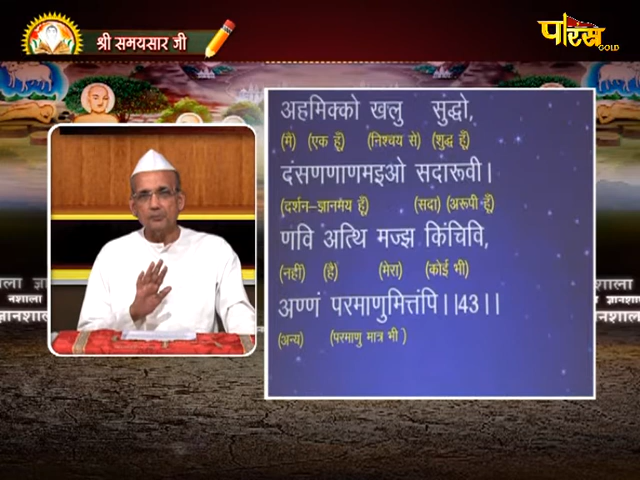 श्री समयसार जी
पारस
GOLD
अहमिक्को खलु सुद्धो,
(मैं) (एक हूँ) (निश्चय से) (शुद्ध हूँ)
दंसणणाणमइओ सदारूवी।
(दर्शन–ज्ञानमय हूँ) (सदा) (अरूपी हूँ)
णवि अत्थि मज्झ किंचिवि,
(नहीं) (है) (मेरा) (कोई भी)
अण्णं परमाणुमित्तंपि।।43।।
(अन्य) (परमाणु मात्र भी)